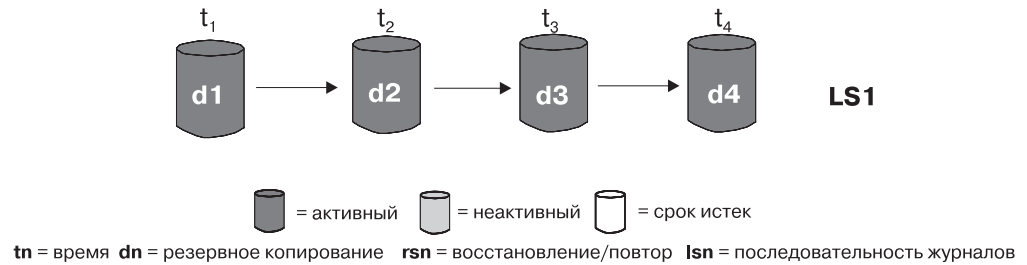 t1 t2 t3 t4
d1 d2 d3 d4 LS1
= активный = неактивный = срок истек
tn = время dn = резервное копирование rsn = восстановление/повтор lsn = последовательность журналов